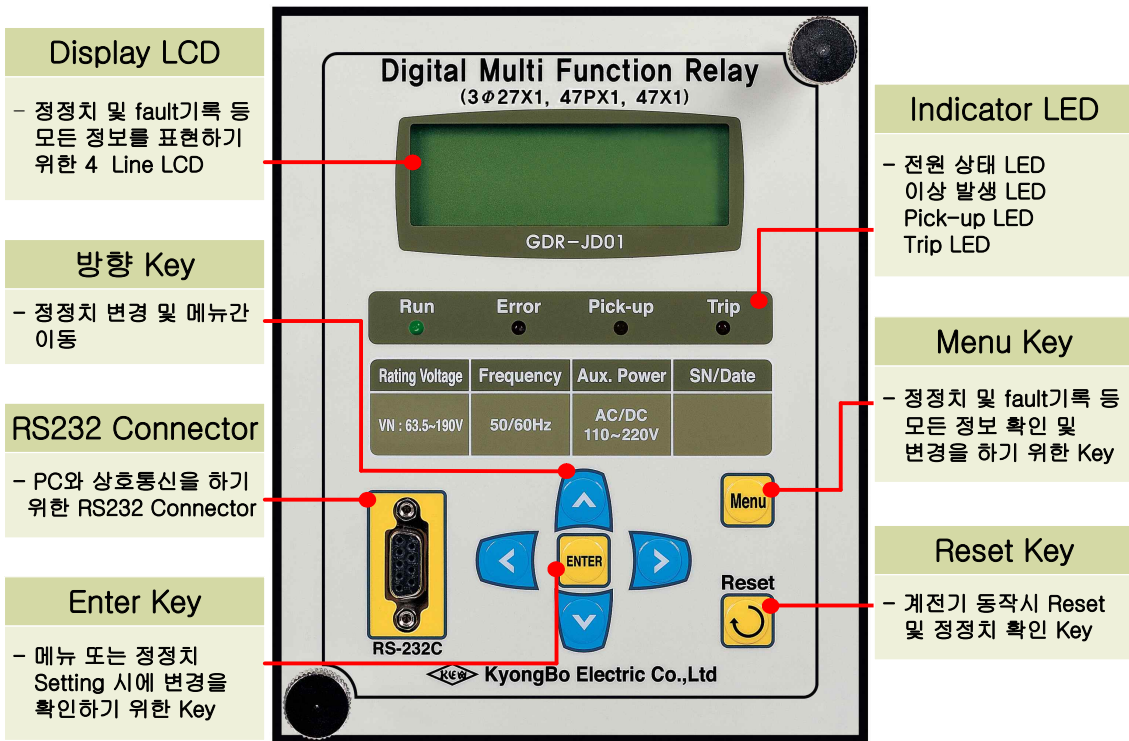 Display LCD
- 정정치 및 fault기록 등
모든 정보를 표현하기
위한 4 Line LCD
방향 Key
- 정정치 변경 및 메뉴간
이동
RS232 Connector
- PC와 상호통신을 하기
위한 RS232 Connector
Enter Key
- 메뉴 또는 정정치
Setting 시에 변경을
확인하기 위한 Key
Digital Multi Function Relay
(3Φ27X1, 47PX1, 47X1)
GDR-JD01
Run Error Pick-up Trip
Rating Voltage Frequency Aux. Power SN/Date
VN : 63.5~190V 50/60Hz AC/DC
110~220V
Menu
ENTER
Reset
RS-232C
KEW KyongBo Electric Co.,Ltd
Indicator LED
- 전원 상태 LED
이상 발생 LED
Pick-up LED
Trip LED
Menu Key
- 정정치 및 fault기록 등
모든 정보 확인 및
변경을 하기 위한 Key
Reset Key
- 계전기 동작시 Reset
및 정정치 확인 Key